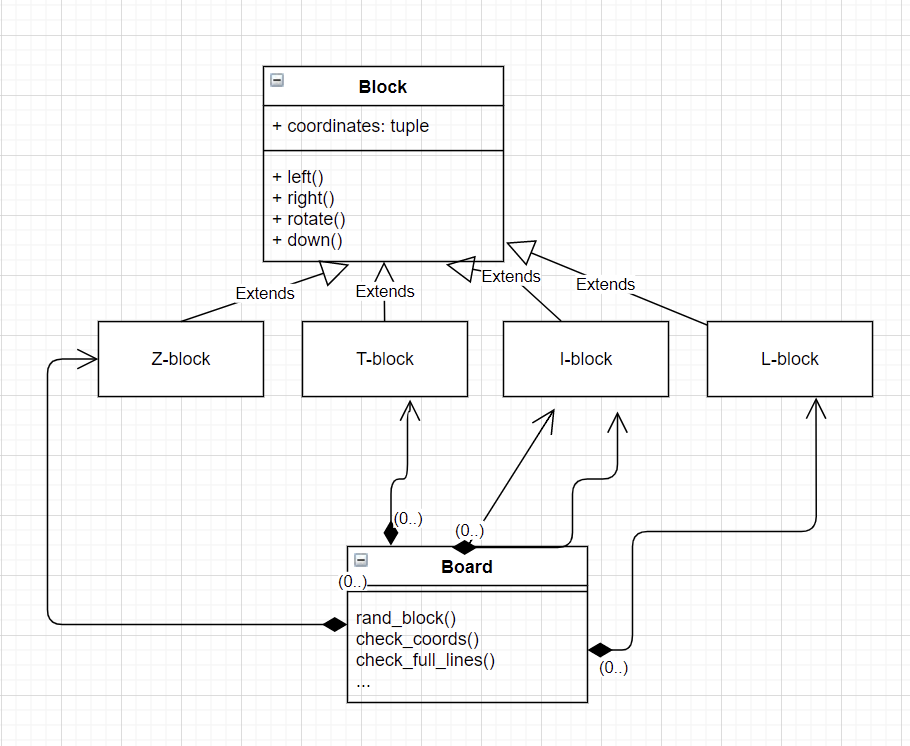 Block
+ coordinates: tuple
+ left()
+ right()
+ rotate()
+ down()
Extends
Extends
Extends
Extends
Z-block
T-block
I-block
L-block
(0..)
(0..)
Board
(0..)
rand_block()
check_coords()
check_full_lines()
...
(0..)